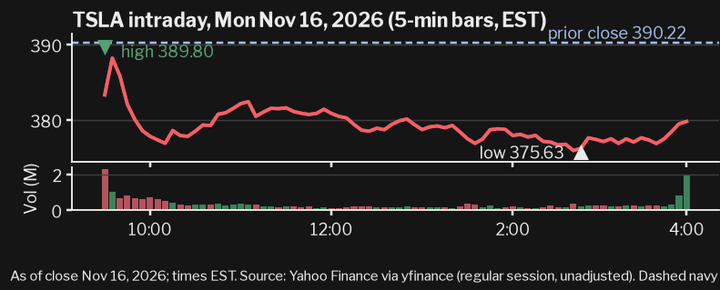 TSLA intraday, Mon Nov 16, 2026 (5-min bars, EST)
prior close 390.22
390
high 389.80
380
low 375.63
Vol (M)
2
0
10:00 12:00 2:00 4:00
As of close Nov 16, 2026; times EST. Source: Yahoo Finance via yfinance (regular session, unadjusted). Dashed navy